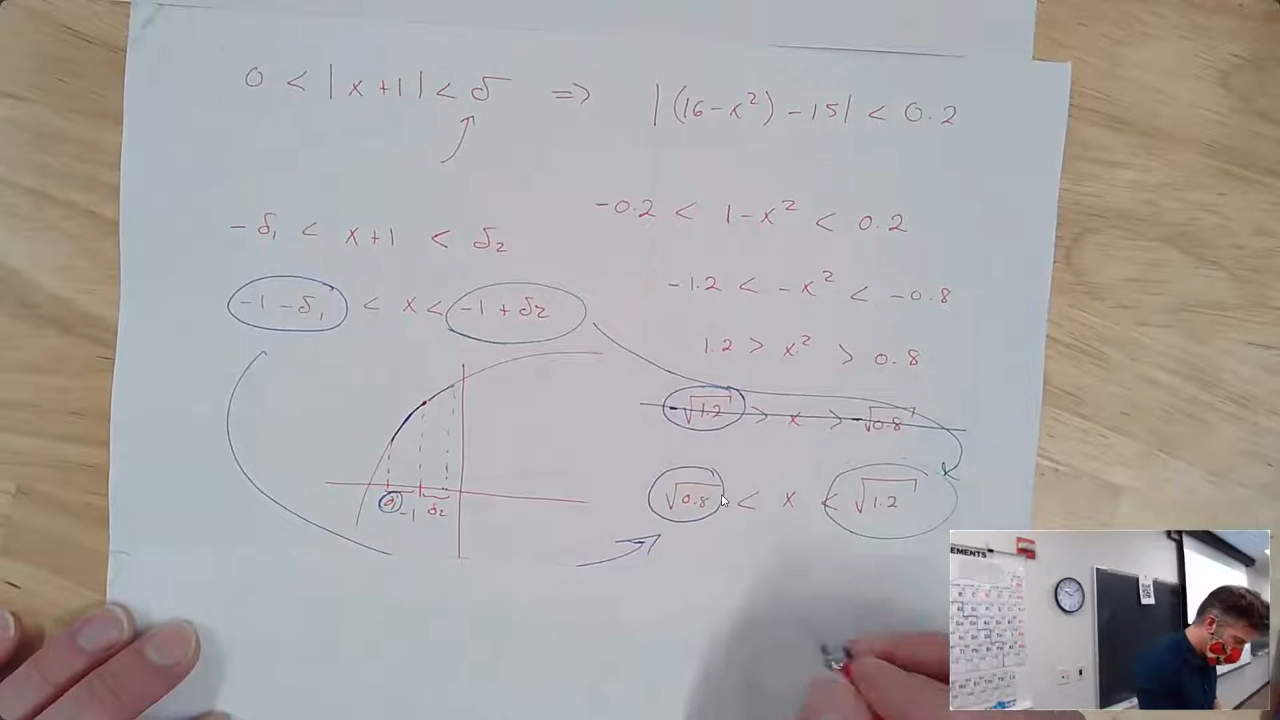 0 < |x+1| < δ => |(16-x²)-15| < 0.2
-0.2 < 1-x² < 0.2
-δ₁ < x+1 < δ₂
-1.2 < -x² < -0.8
-1-δ₁ < x < -1+δ₂
1.2 > x² > 0.8
-√1.2 > x > -√0.8
√0.8 < x < √1.2
δ₁ -1 δ₂
EMENTS